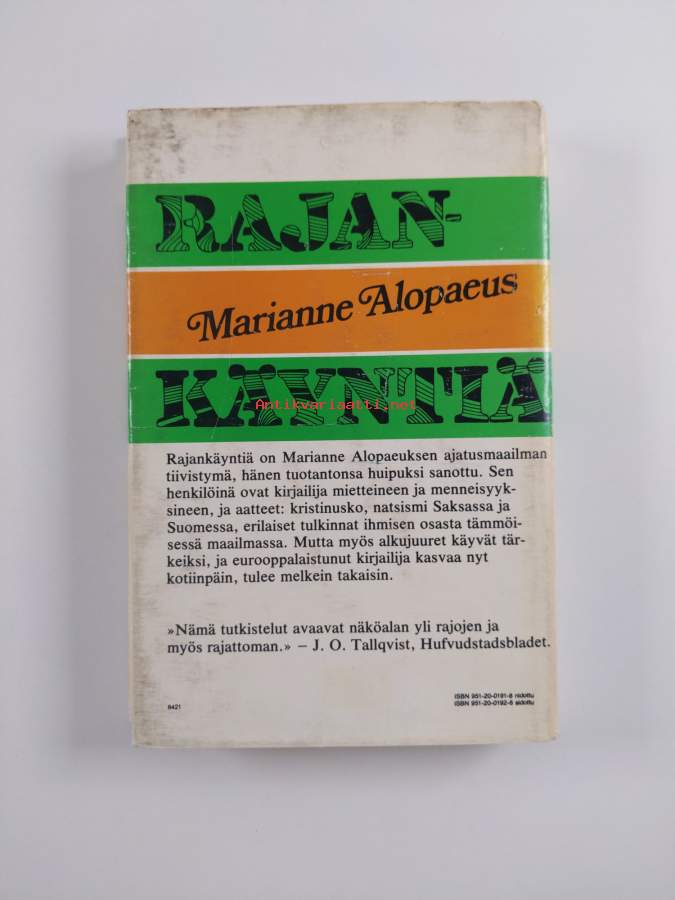 RAJAN-
Marianne Alopaeus
KÄYNTIÄ
Antikvariaatti.net
Rajankäyntiä on Marianne Alopaeuksen ajatusmaailman
tiivistymä, hänen tuotantonsa huipuksi sanottu. Sen
henkilöinä ovat kirjailija mietteineen ja menneisyyk-
sineen, ja aatteet: kristinusko, natsismi Saksassa ja
Suomessa, erilaiset tulkinnat ihmisen osasta tämmöi-
sessä maailmassa. Mutta myös alkujuuret käyvät tär-
keiksi, ja eurooppalaistunut kirjailija kasvaa nyt
kotiinpäin, tulee melkein takaisin.
»Nämä tutkistelut avaavat näköalan yli rajojen ja
myös rajattoman.» – J. O. Tallqvist, Hufvudstadsbladet.
8421
ISBN 951-20-0191-8 nidottu
ISBN 951-20-0192-6 sidottu